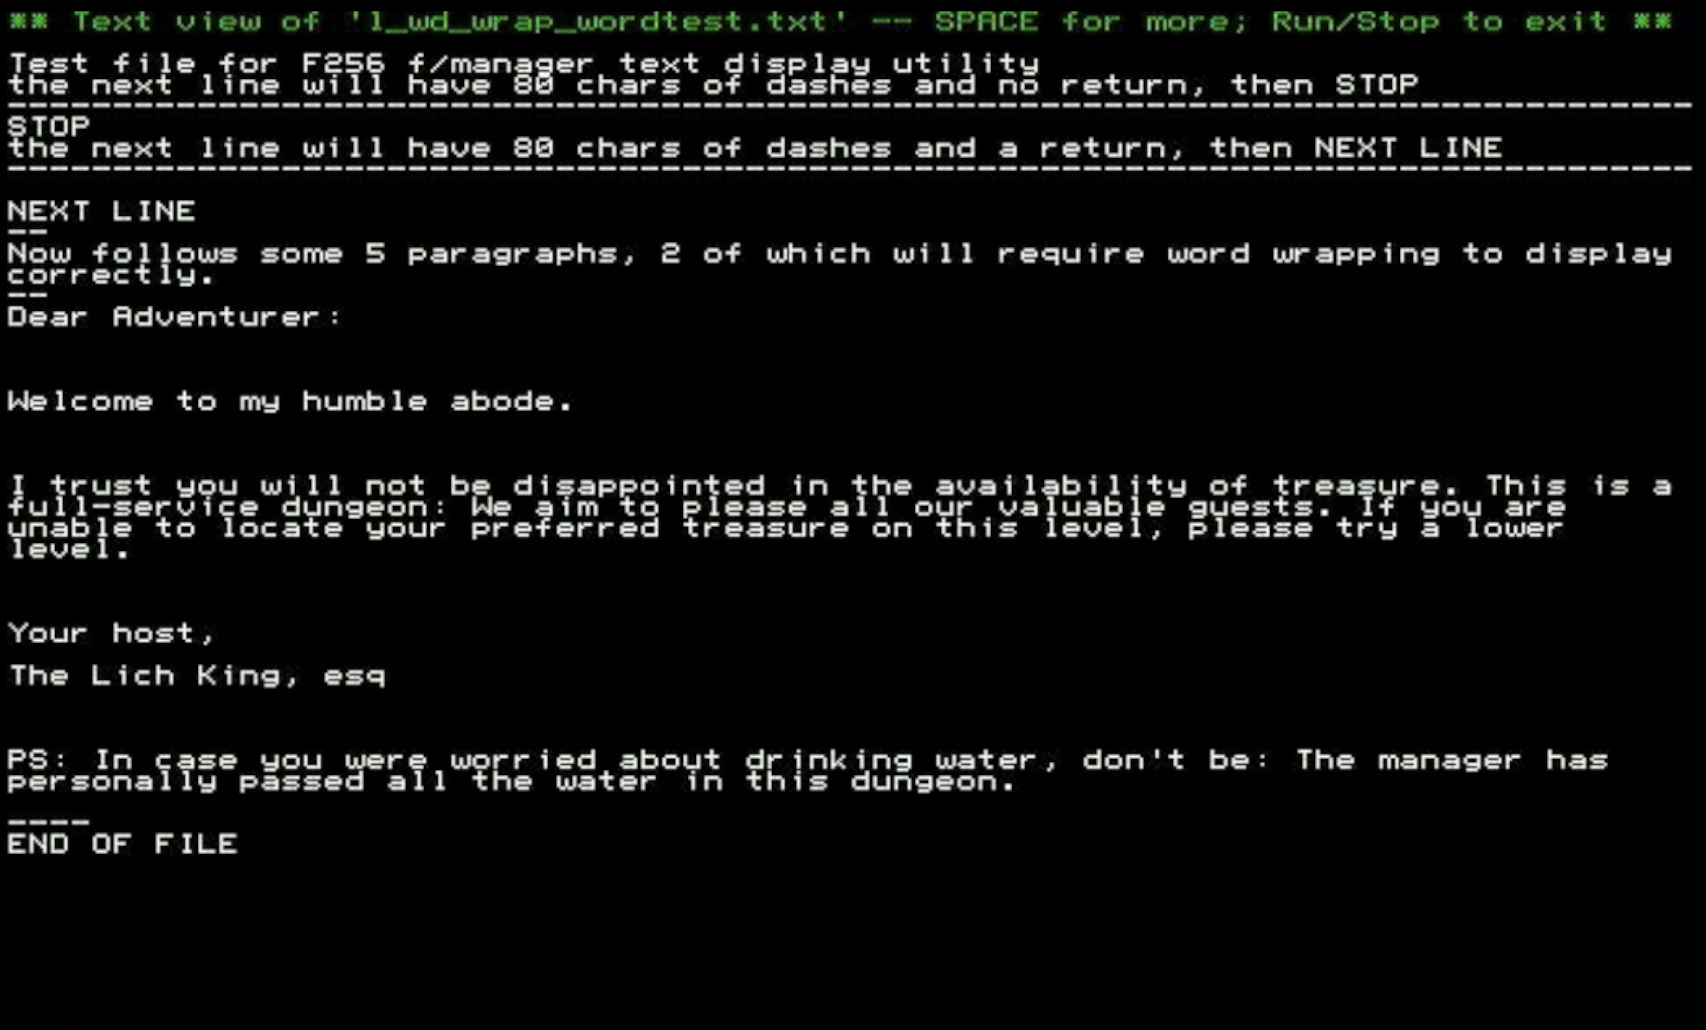 ** Text view of 'l_wd_wrap_wordtest.txt' -- SPACE for more; Run/Stop to exit **
Test file for F256 f/manager text display utility
the next line will have 80 chars of dashes and no return, then STOP
--------------------------------------------------------------------------------
STOP
the next line will have 80 chars of dashes and a return, then NEXT LINE
--------------------------------------------------------------------------------
NEXT LINE
--
Now follows some 5 paragraphs, 2 of which will require word wrapping to display
correctly.
--
Dear Adventurer:
Welcome to my humble abode.
I trust you will not be disappointed in the availability of treasure. This is a
full-service dungeon: We aim to please all our valuable guests. If you are
unable to locate your preferred treasure on this level, please try a lower
level.
Your host,
The Lich King, esq
PS: In case you were worried about drinking water, don't be: The manager has
personally passed all the water in this dungeon.
----
END OF FILE